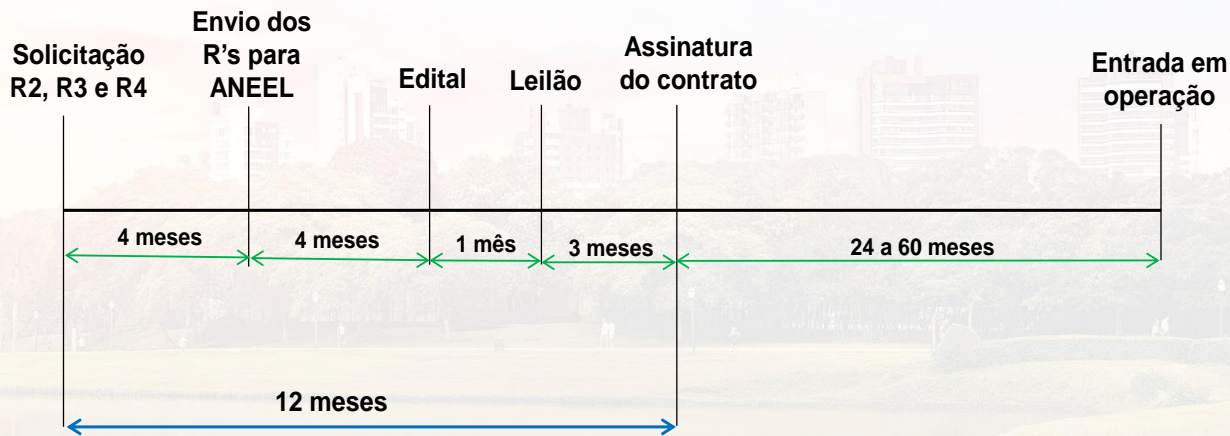 Solicitação
R2, R3 e R4
Envio dos
R's para
ANEEL
Edital
Leilão
Assinatura
do contrato
Entrada em
operação
4 meses
4 meses
1 mês
3 meses
24 a 60 meses
12 meses